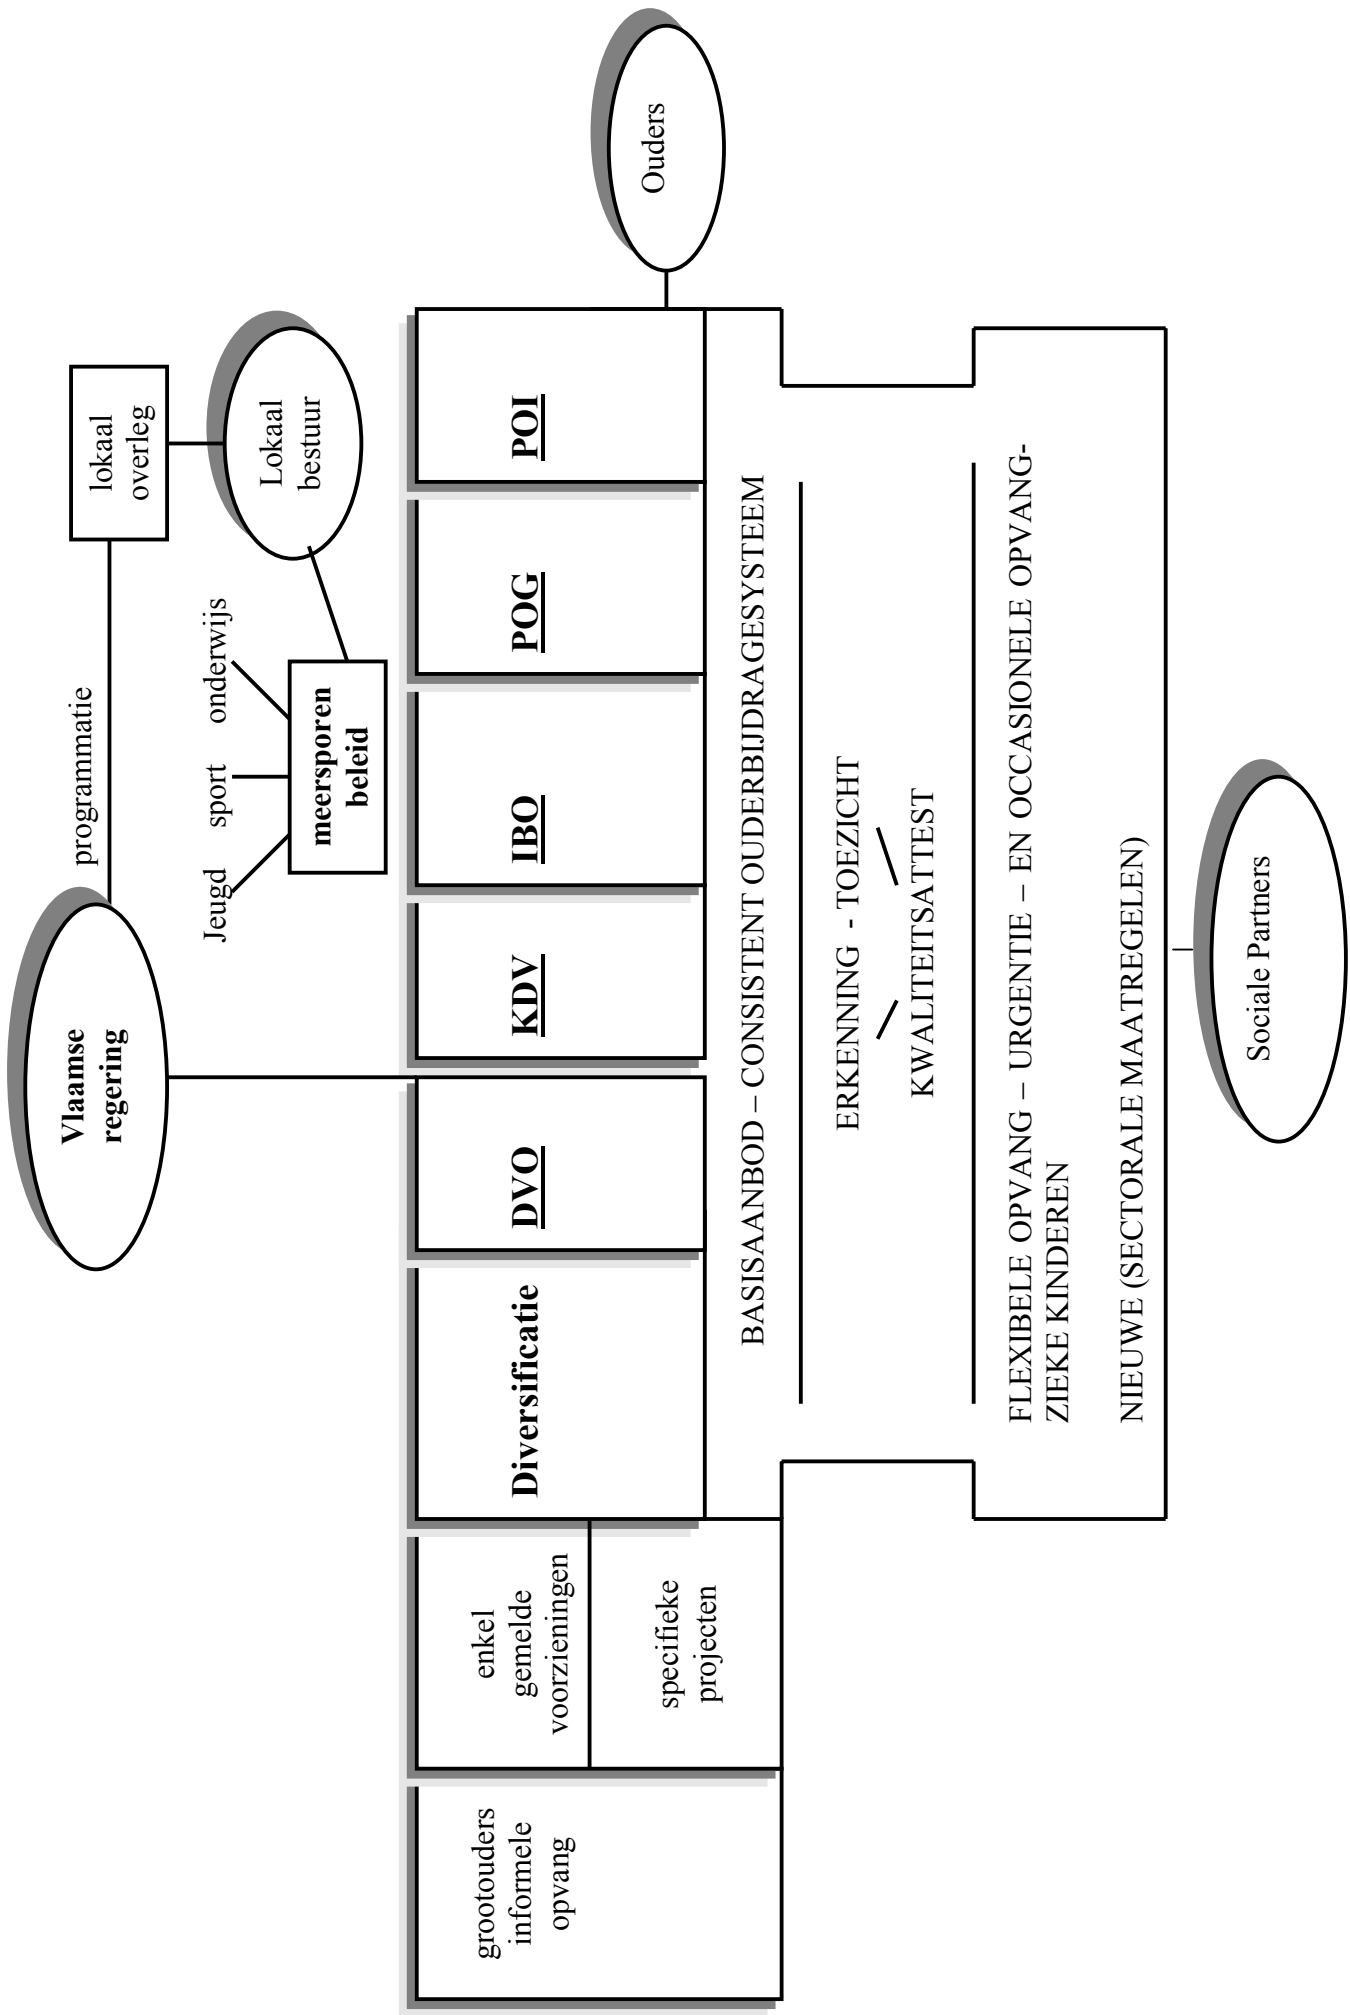 Vlaamse
regering
programmatie
lokaal
overleg
Jeugd sport onderwijs
Lokaal
bestuur
meersporen
beleid
grootouders
informele
opvang
enkel
gemelde
voorzieningen
specifieke
projecten
Diversificatie
DVO
KDV
IBO
POG
POI
Ouders
BASISAANBOD – CONSISTENT OUDERBIJDRAGESYSTEEM
ERKENNING - TOEZICHT
KWALITEITSATTEST
FLEXIBELE OPVANG – URGENTIE – EN OCCASIONELE OPVANG-
ZIEKE KINDEREN
NIEUWE (SECTORALE MAATREGELEN)
Sociale Partners